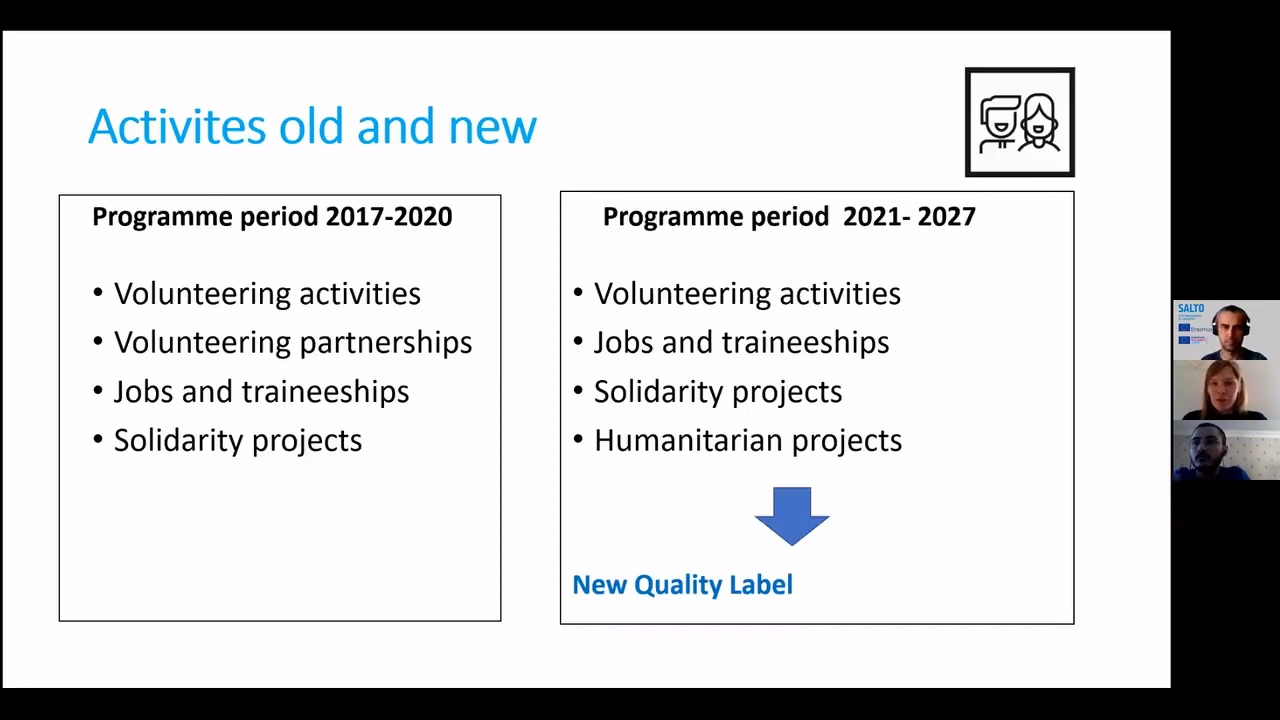 Activites old and new
Programme period 2017-2020
• Volunteering activities
• Volunteering partnerships
• Jobs and traineeships
• Solidarity projects
Programme period 2021- 2027
• Volunteering activities
• Jobs and traineeships
• Solidarity projects
• Humanitarian projects
New Quality Label
SALTO